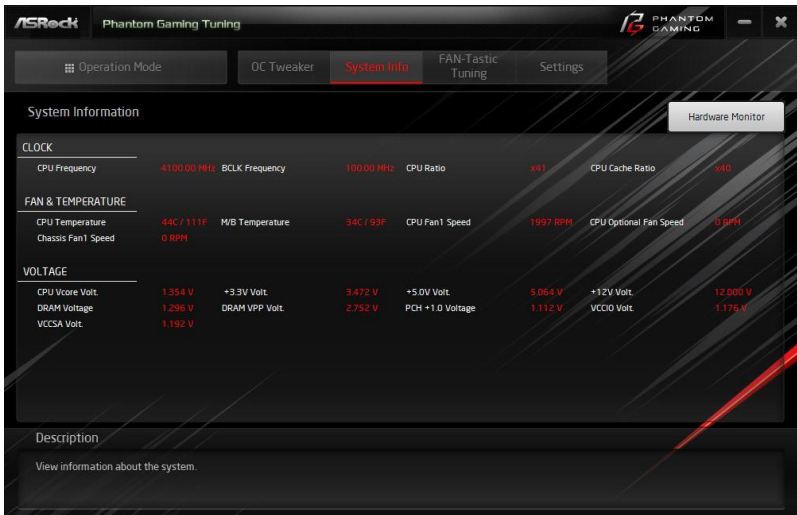 ASRock Phantom Gaming Tuning PHANTOM GAMING
Operation Mode OC Tweaker System Info FAN-Tastic Tuning Settings
System Information
Hardware Monitor
CLOCK
CPU Frequency 4100.00 MHz BCLK Frequency 100.00 MHz CPU Ratio x41 CPU Cache Ratio x40
FAN & TEMPERATURE
CPU Temperature 44C / 111F M/B Temperature 34C / 93F CPU Fan1 Speed 1997 RPM CPU Optional Fan Speed 0 RPM
Chassis Fan1 Speed 0 RPM
VOLTAGE
CPU Vcore Volt. 1.354 V +3.3V Volt. 3.472 V +5.0V Volt. 5.064 V +12V Volt. 12.000 V
DRAM Voltage 1.296 V DRAM VPP Volt. 2.752 V PCH +1.0 Voltage 1.112 V VCCIO Volt. 1.176 V
VCCSA Volt. 1.192 V
Description
View information about the system.